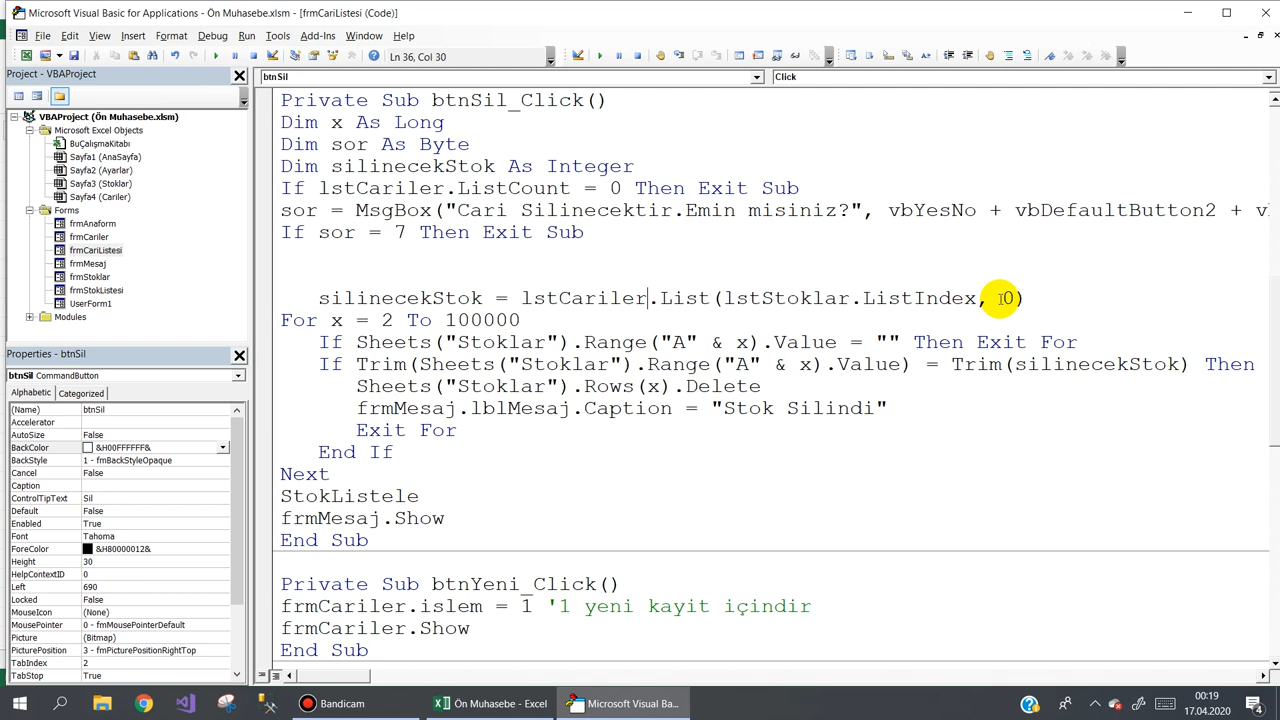 Microsoft Visual Basic for Applications - Ön Muhasebe.xlsm - [frmCariListesi (Code)]
File Edit View Insert Format Debug Run Tools Add-Ins Window Help
Ln 36, Col 30
Project - VBAProject
btnSil Click
VBAProject (Ön Muhasebe.xlsm)
Microsoft Excel Objects
BuÇalışmaKitabı
Sayfa1 (AnaSayfa)
Sayfa2 (Ayarlar)
Sayfa3 (Stoklar)
Sayfa4 (Cariler)
Forms
frmAnaform
frmCariler
frmCariListesi
frmMesaj
frmStoklar
frmStokListesi
UserForm1
Modules
Properties - btnSil
btnSil CommandButton
Alphabetic Categorized
(Name) btnSil
Accelerator
AutoSize False
BackColor &H00FFFFFF&
BackStyle 1 - fmBackStyleOpaque
Cancel False
Caption
ControlTipText Sil
Default False
Enabled True
Font Tahoma
ForeColor &H80000012&
Height 30
HelpContextID 0
Left 690
Locked False
MouseIcon (None)
MousePointer 0 - fmMousePointerDefault
Picture (Bitmap)
PicturePosition 3 - fmPicturePositionRightTop
TabIndex 2
TabStop True
Private Sub btnSil_Click()
Dim x As Long
Dim sor As Byte
Dim silinecekStok As Integer
If lstCariler.ListCount = 0 Then Exit Sub
sor = MsgBox("Cari Silinecektir.Emin misiniz?", vbYesNo + vbDefaultButton2 +
If sor = 7 Then Exit Sub
silinecekStok = lstCariler.List(lstStoklar.ListIndex, 0)
For x = 2 To 100000
If Sheets("Stoklar").Range("A" & x).Value = "" Then Exit For
If Trim(Sheets("Stoklar").Range("A" & x).Value) = Trim(silinecekStok) Then
Sheets("Stoklar").Rows(x).Delete
frmMesaj.lblMesaj.Caption = "Stok Silindi"
Exit For
End If
Next
StokListele
frmMesaj.Show
End Sub
Private Sub btnYeni_Click()
frmCariler.islem = 1 '1 yeni kayit içindir
frmCariler.Show
End Sub
Bandicam
Ön Muhasebe - Excel
Microsoft Visual Ba...
00:19
17.04.2020
4